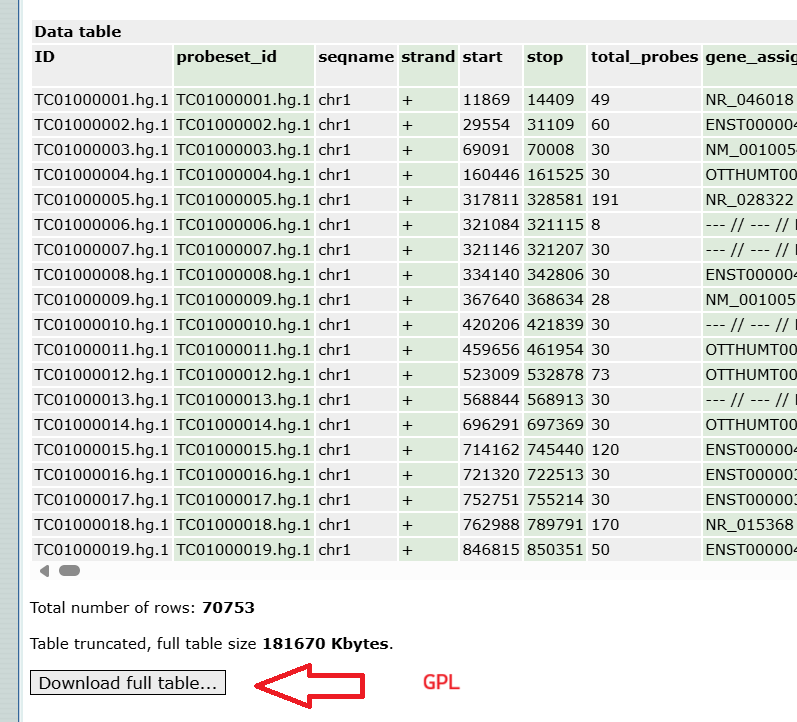 Data table
ID probeset_id seqname strand start stop total_probes gene_assig
TC01000001.hg.1 TC01000001.hg.1 chr1 + 11869 14409 49 NR_046018
TC01000002.hg.1 TC01000002.hg.1 chr1 + 29554 31109 60 ENST000004
TC01000003.hg.1 TC01000003.hg.1 chr1 + 69091 70008 30 NM_001005
TC01000004.hg.1 TC01000004.hg.1 chr1 + 160446 161525 30 OTTHUMT00
TC01000005.hg.1 TC01000005.hg.1 chr1 + 317811 328581 191 NR_028322
TC01000006.hg.1 TC01000006.hg.1 chr1 + 321084 321115 8 --- // --- //
TC01000007.hg.1 TC01000007.hg.1 chr1 + 321146 321207 30 --- // --- //
TC01000008.hg.1 TC01000008.hg.1 chr1 + 334140 342806 30 ENST000004
TC01000009.hg.1 TC01000009.hg.1 chr1 + 367640 368634 28 NM_001005
TC01000010.hg.1 TC01000010.hg.1 chr1 + 420206 421839 30 --- // --- //
TC01000011.hg.1 TC01000011.hg.1 chr1 + 459656 461954 30 OTTHUMT00
TC01000012.hg.1 TC01000012.hg.1 chr1 + 523009 532878 73 OTTHUMT00
TC01000013.hg.1 TC01000013.hg.1 chr1 + 568844 568913 30 --- // --- //
TC01000014.hg.1 TC01000014.hg.1 chr1 + 696291 697369 30 OTTHUMT00
TC01000015.hg.1 TC01000015.hg.1 chr1 + 714162 745440 120 ENST000004
TC01000016.hg.1 TC01000016.hg.1 chr1 + 721320 722513 30 ENST000003
TC01000017.hg.1 TC01000017.hg.1 chr1 + 752751 755214 30 ENST000003
TC01000018.hg.1 TC01000018.hg.1 chr1 + 762988 789791 170 NR_015368
TC01000019.hg.1 TC01000019.hg.1 chr1 + 846815 850351 50 ENST000004
Total number of rows: 70753
Table truncated, full table size 181670 Kbytes.
Download full table... GPL